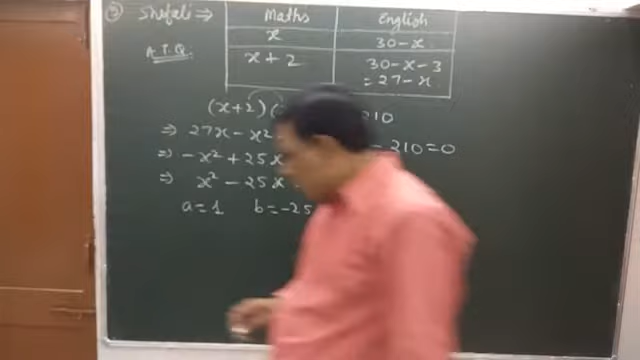 5 Shefali ⇒ Maths English
x 30-x
A.T.Q. x+2 30-x-3
= 27-x
(x+2)( 210
⇒ 27x - x² - 210=0
⇒ -x² + 25x
⇒ x² - 25x
a=1 b=-25